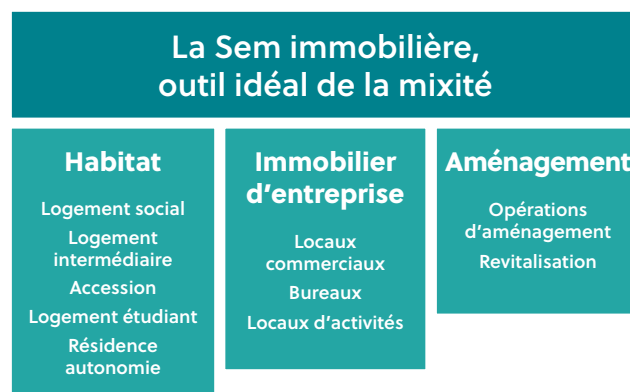 La Sem immobilière,
outil idéal de la mixité
Habitat
Logement social
Logement
intermédiaire
Accession
Logement étudiant
Résidence
autonomie
Immobilier
d'entreprise
Locaux
commerciaux
Bureaux
Locaux d'activités
Aménagement
Opérations
d'aménagement
Revitalisation